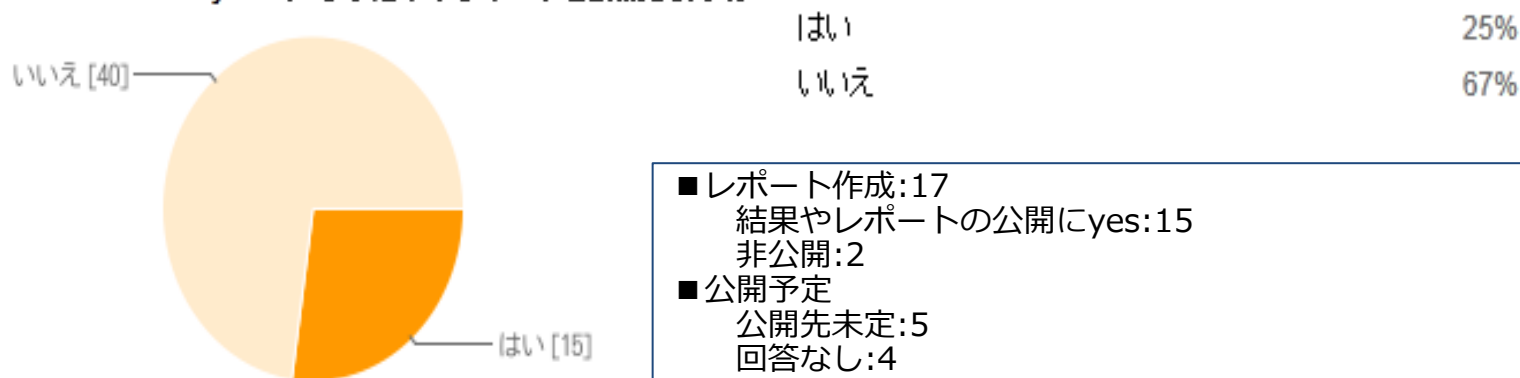 はい 25%
いいえ 67%
いいえ [40]
はい [15]
■レポート作成:17
結果やレポートの公開にyes:15
非公開:2
■公開予定
公開先未定:5
回答なし:4